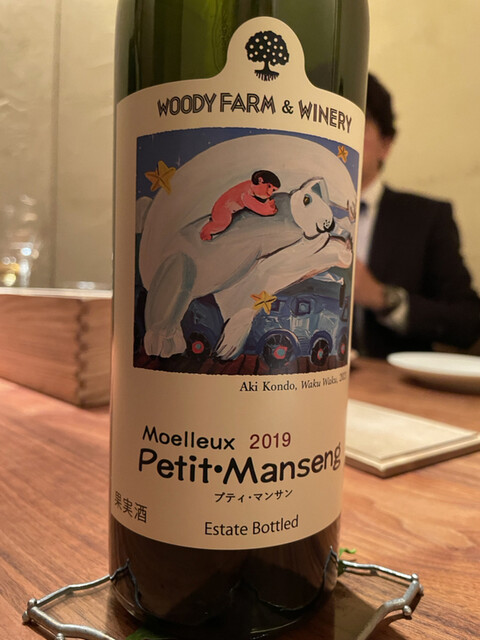 WOODY FARM & WINERY
Aki Kondo, Waku Waku,
Moelleux 2019
Petit•Manseng
プティ・マンサン
果実酒
Estate Bottled